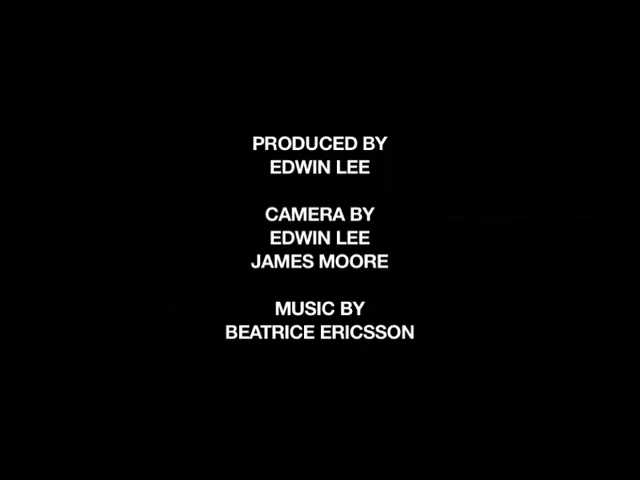 PRODUCED BY
EDWIN LEE
CAMERA BY
EDWIN LEE
JAMES MOORE
MUSIC BY
BEATRICE ERICSSON